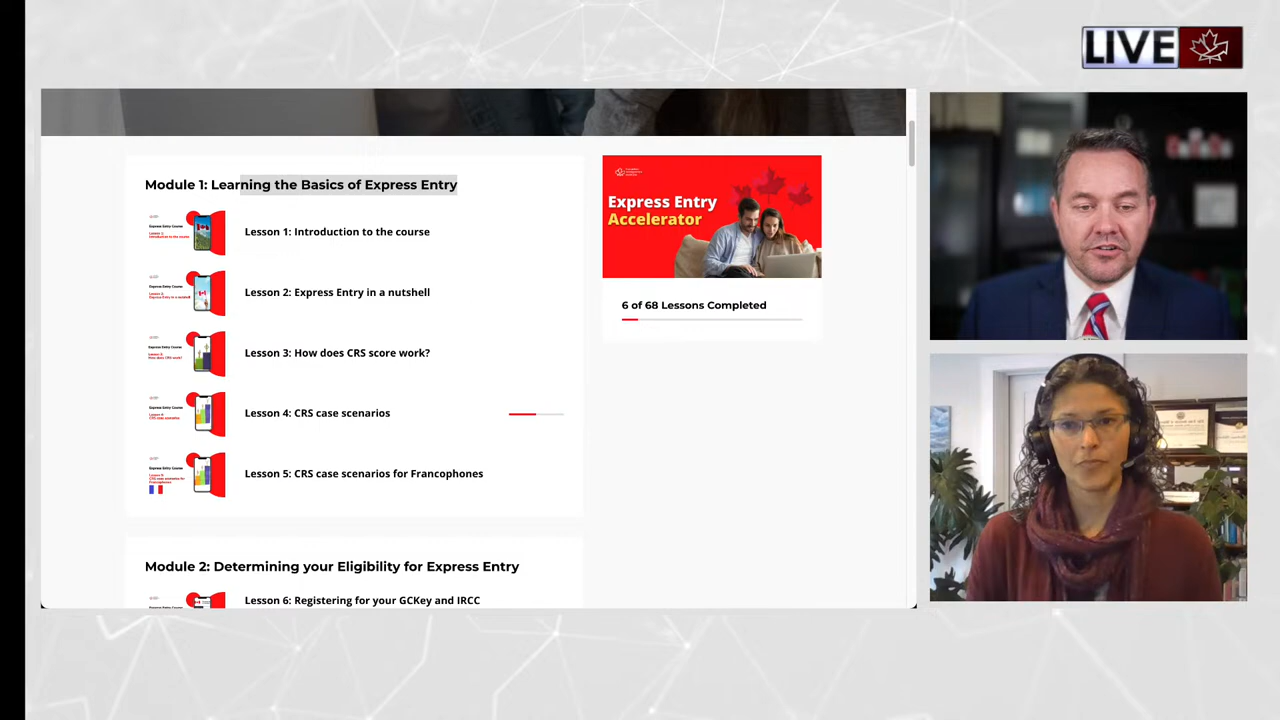 LIVE
Module 1: Learning the Basics of Express Entry
Lesson 1: Introduction to the course
Lesson 2: Express Entry in a nutshell
Lesson 3: How does CRS score work?
Lesson 4: CRS case scenarios
Lesson 5: CRS case scenarios for Francophones
Module 2: Determining your Eligibility for Express Entry
Lesson 6: Registering for your GCKey and IRCC
Express Entry
Accelerator
6 of 68 Lessons Completed